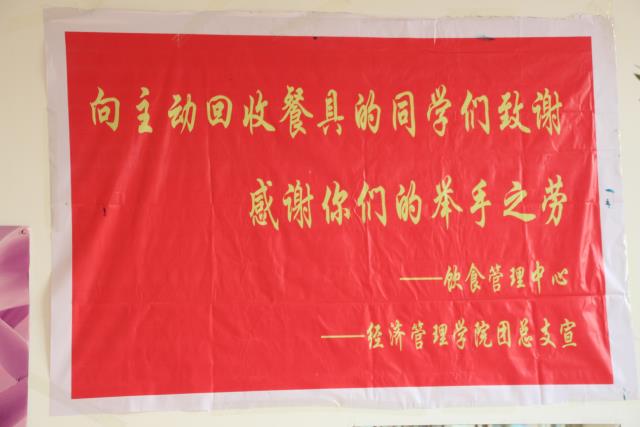 向主动回收餐具的同学们致谢
感谢你们的举手之劳
——饮食管理中心
——经济管理学院团总支宣